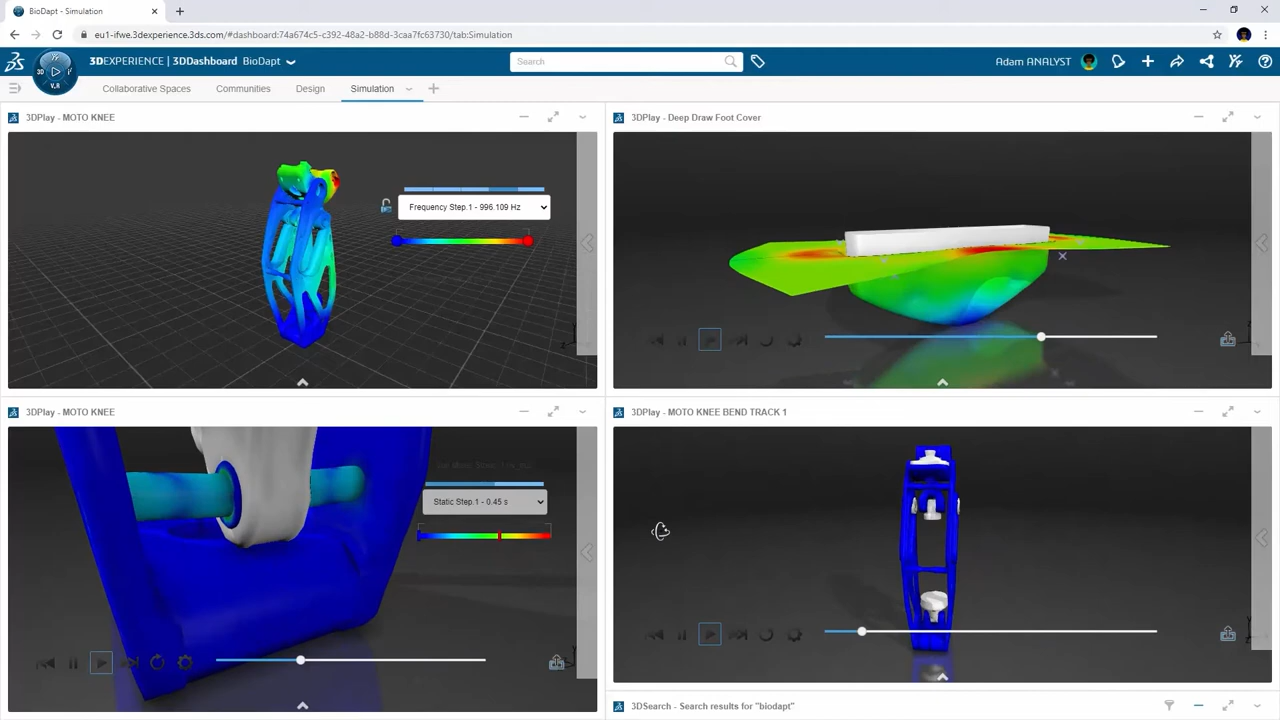 BioDapt - Simulation
eu1-ifwe.3dexperience.3ds.com/#dashboard:74a674c5-c392-48a2-b88d-3caa7fc63730/tab:Simulation
3DEXPERIENCE | 3DDashboard BioDapt
Search
Adam ANALYST
3D
V.R
Collaborative Spaces
Communities
Design
Simulation
3DPlay - MOTO KNEE
3DPlay - Deep Draw Foot Cover
Frequency Step.1 - 996.109 Hz
3DPlay - MOTO KNEE
3DPlay - MOTO KNEE BEND TRACK 1
Static Step.1 - 0.45 s
3DSearch - Search results for "biodapt"